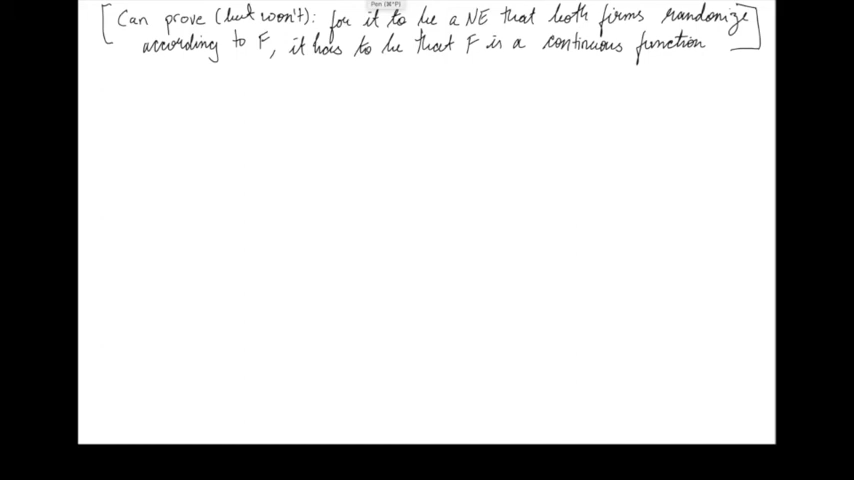 Pen (⌘P)
[Can prove (but won't): for it to be a NE that both firms randomize
according to F, it has to be that F is a continuous function]